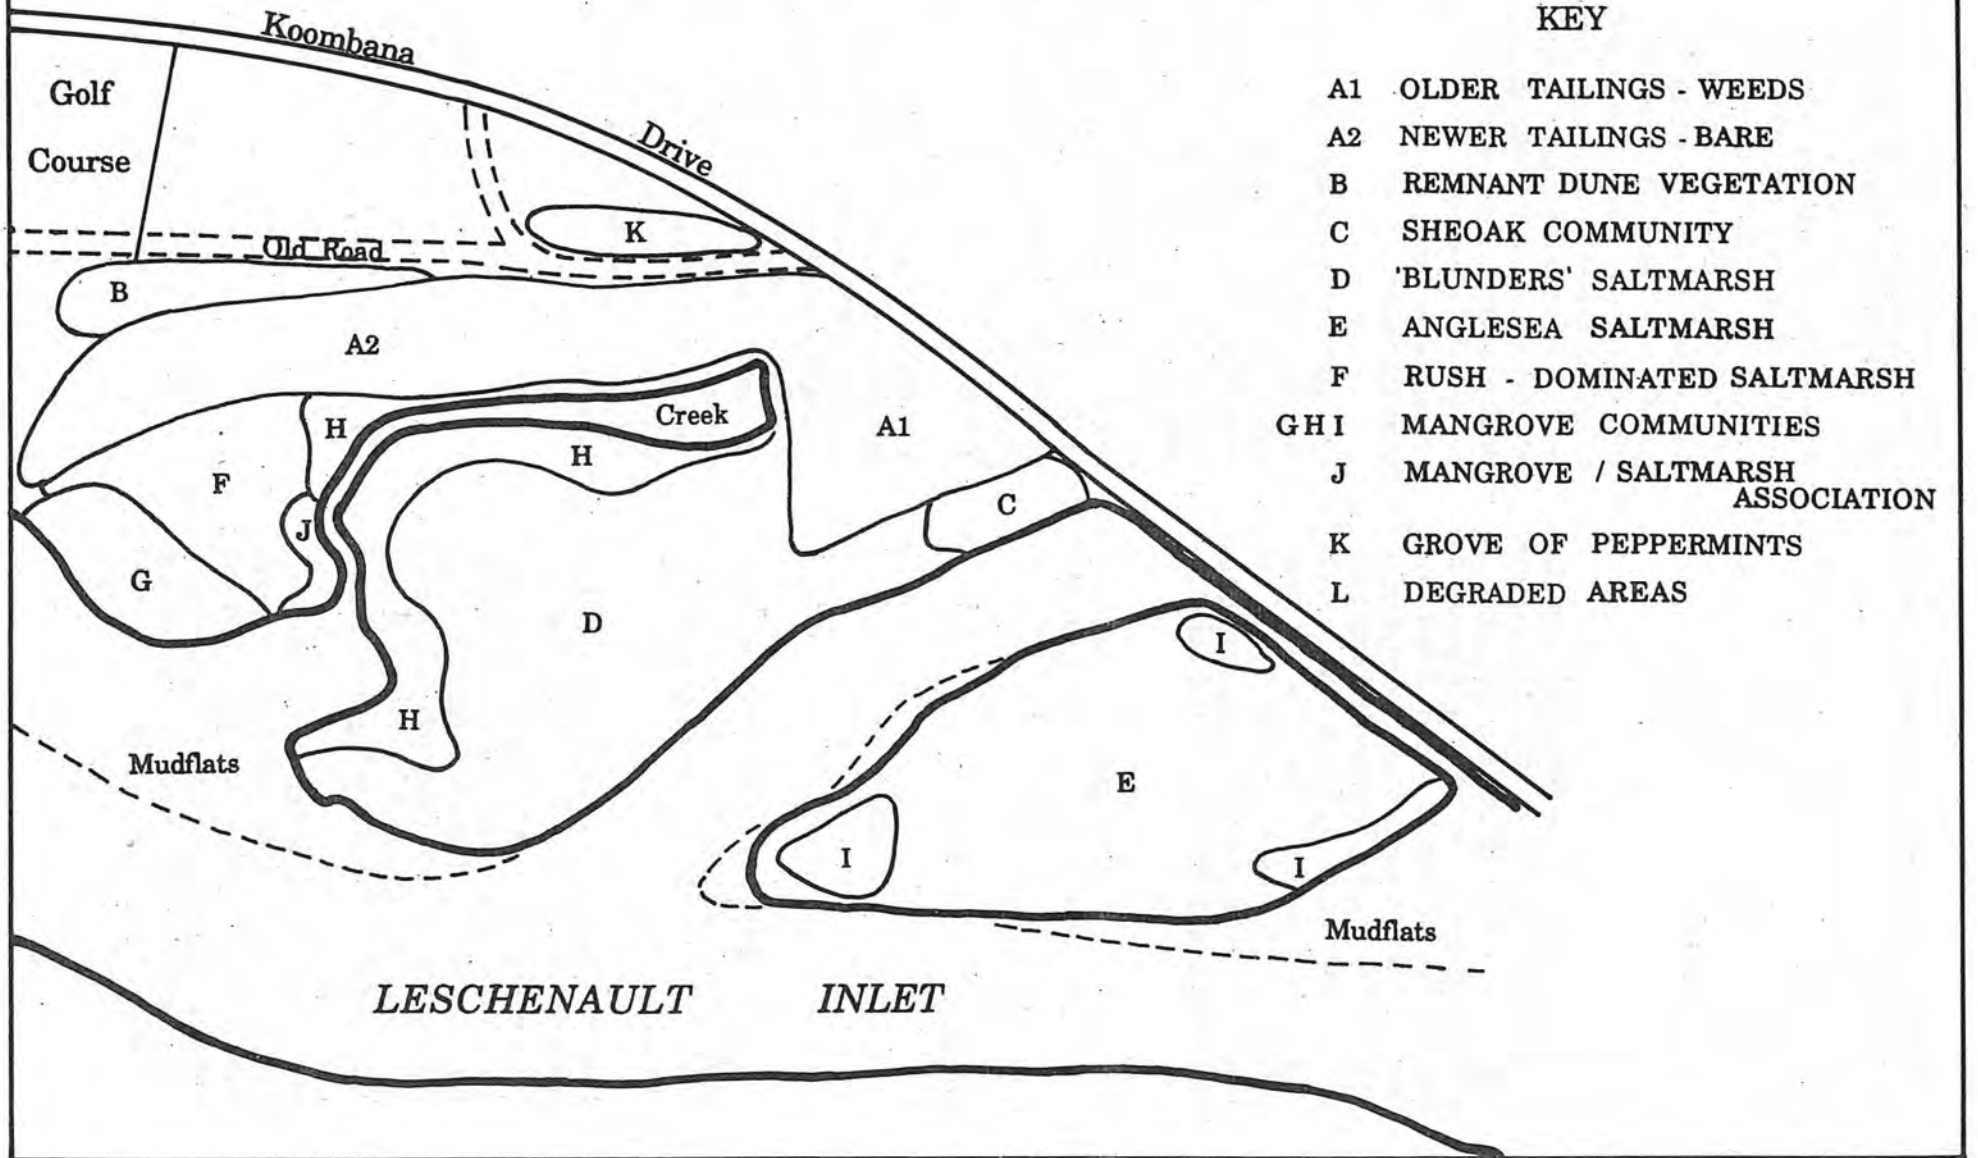 Koombana
Drive
Golf
Course
Old Road
K
B
A2
A1
Creek
H
H
F
J
C
G
D
H
I
E
I
I
Mudflats
Mudflats
LESCHENAULT INLET
KEY
A1 OLDER TAILINGS - WEEDS
A2 NEWER TAILINGS - BARE
B REMNANT DUNE VEGETATION
C SHEOAK COMMUNITY
D 'BLUNDERS' SALTMARSH
E ANGLESEA SALTMARSH
F RUSH - DOMINATED SALTMARSH
GHI MANGROVE COMMUNITIES
J MANGROVE / SALTMARSH
ASSOCIATION
K GROVE OF PEPPERMINTS
L DEGRADED AREAS